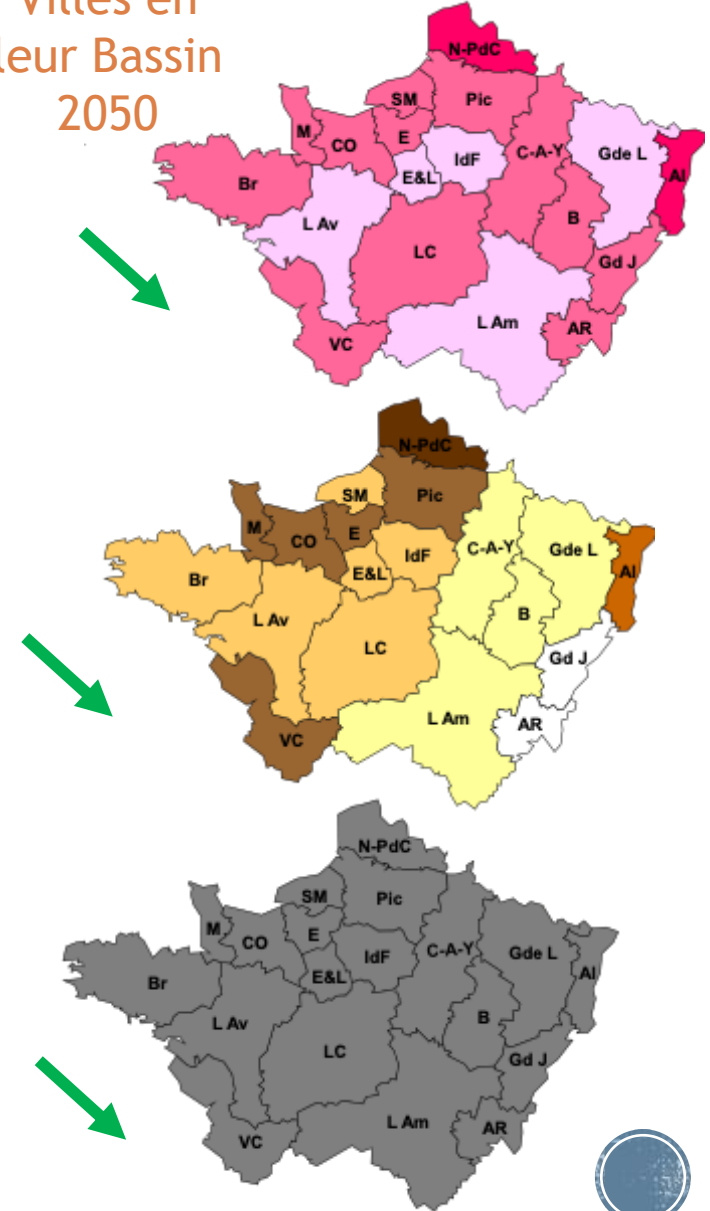 Villes en
leur Bassin
2050
N-PdC
SM
Pic
M
CO
E
IdF
C-A-Y
Gde L
Al
Br
E&L
L Av
B
LC
Gd J
L Am
AR
VC
N-PdC
SM
Pic
M
CO
E
IdF
C-A-Y
Gde L
Al
Br
E&L
L Av
B
LC
Gd J
L Am
AR
VC
N-PdC
SM
Pic
M
CO
E
IdF
C-A-Y
Gde L
Al
Br
E&L
L Av
B
LC
Gd J
L Am
AR
VC